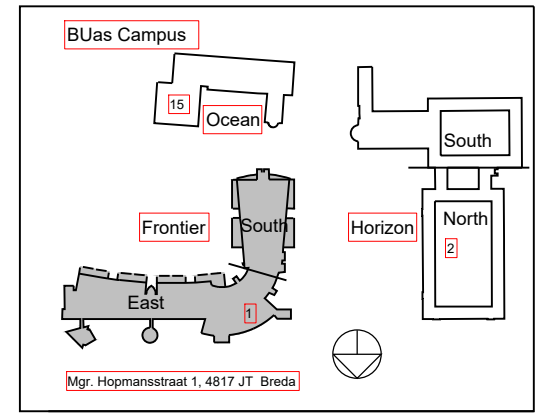 BUas Campus
15
Ocean
South
Frontier
South
Horizon
North
2
East
1
Mgr. Hopmansstraat 1, 4817 JT Breda